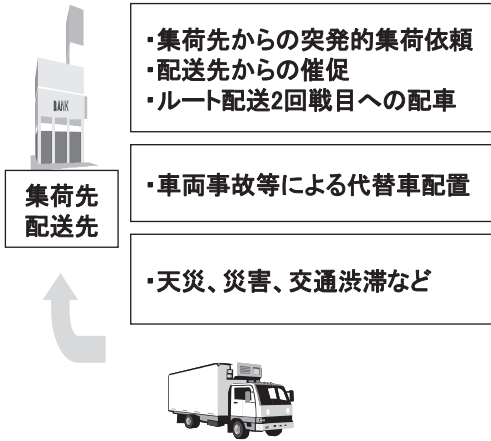 ・集荷先からの突発的集荷依頼
・配送先からの催促
・ルート配送2回戦目への配車
BANK
・車両事故等による代替車配置
集荷先
配送先
・天災、災害、交通渋滞など